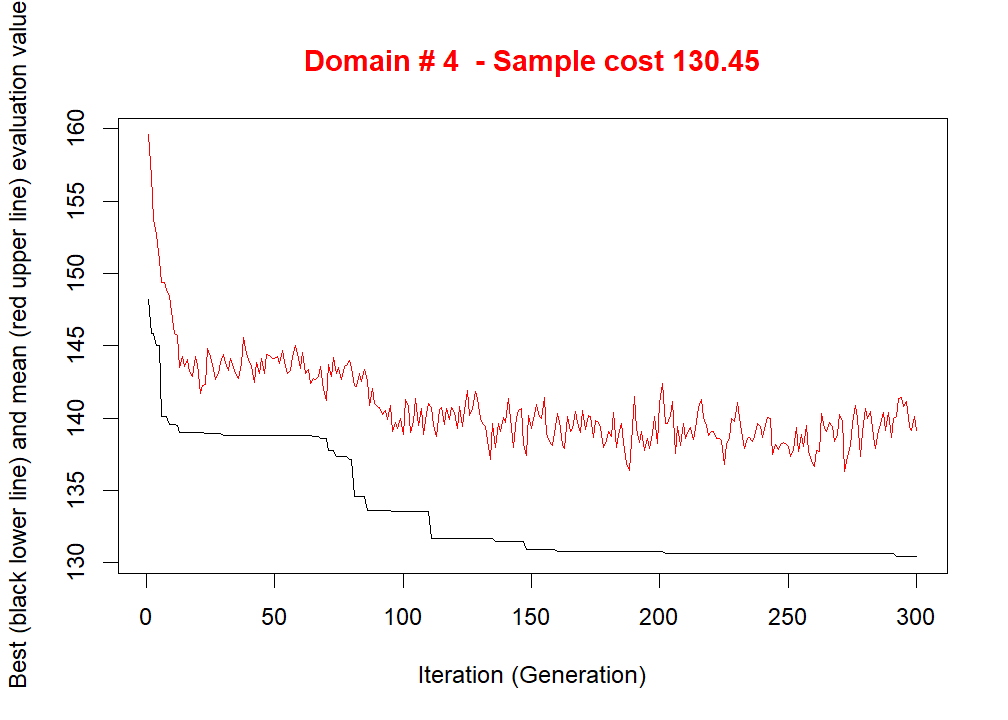 Domain # 4  - Sample cost 130.45
Best (black lower line) and mean (red upper line) evaluation value
160
155
150
145
140
135
130
0 50 100 150 200 250 300
Iteration (Generation)